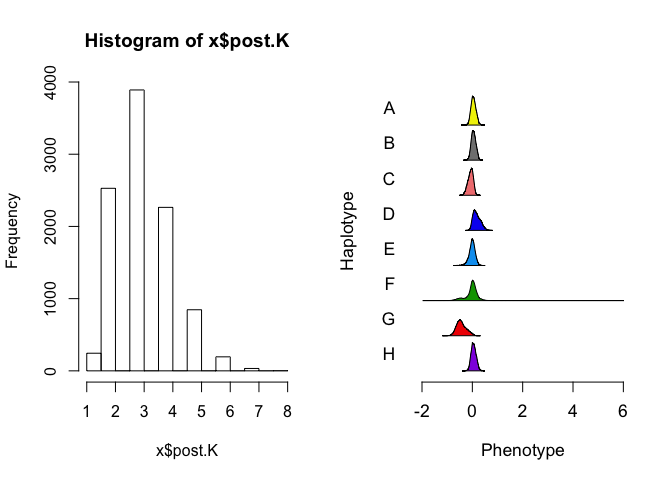 Histogram of x$post.K
Frequency
0
1000
2000
3000
4000
1 2 3 4 5 6 7 8
x$post.K
Haplotype
A
B
C
D
E
F
G
H
-2 0 2 4 6
Phenotype